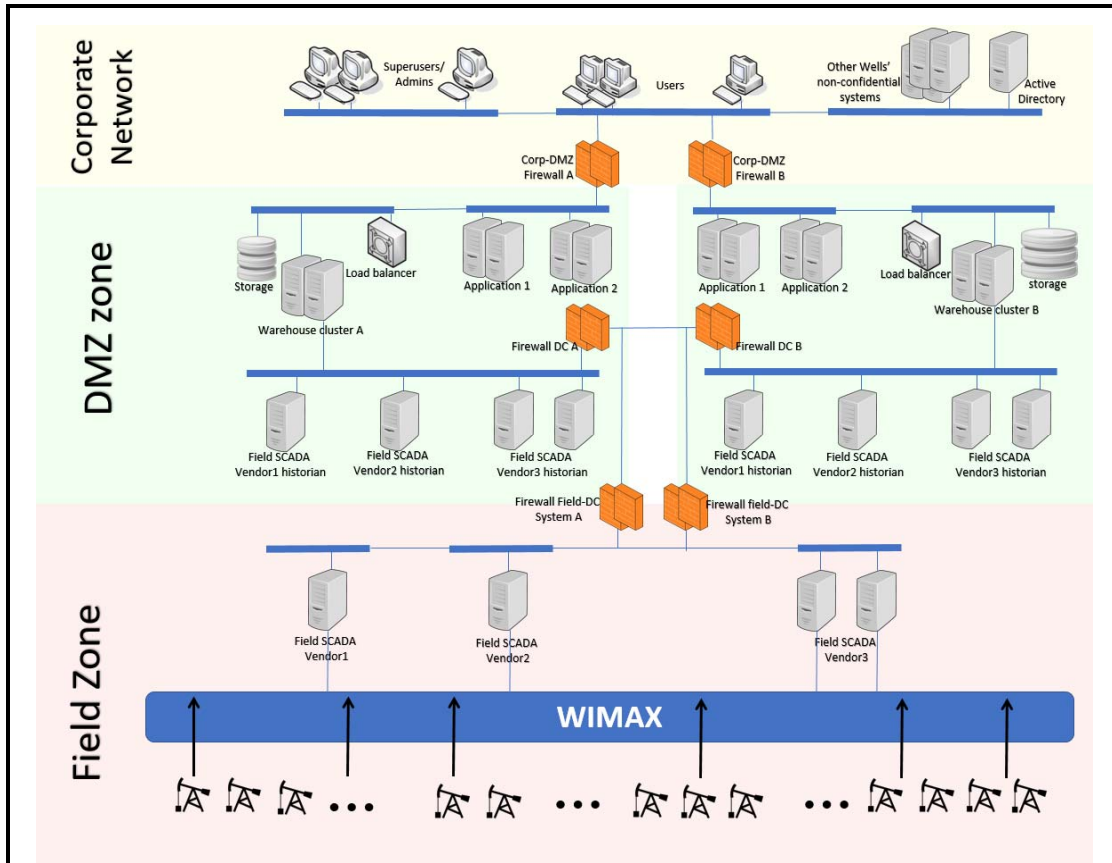 Corporate
Network
Superusers/
Admins
Users
Other Wells'
non-confidential
systems
Active
Directory
Corp-DMZ
Firewall A
Corp-DMZ
Firewall B
DMZ zone
Storage
Load balancer
Application 1
Application 2
Warehouse cluster A
Application 1
Application 2
Load balancer
storage
Warehouse cluster B
Firewall DC A
Firewall DC B
Field SCADA
Vendor1 historian
Field SCADA
Vendor2 historian
Field SCADA
Vendor3 historian
Field SCADA
Vendor1 historian
Field SCADA
Vendor2 historian
Field SCADA
Vendor3 historian
Firewall Field-DC
System A
Firewall field-DC
System B
Field Zone
Field SCADA
Vendor1
Field SCADA
Vendor2
Field SCADA
Vendor3
WIMAX